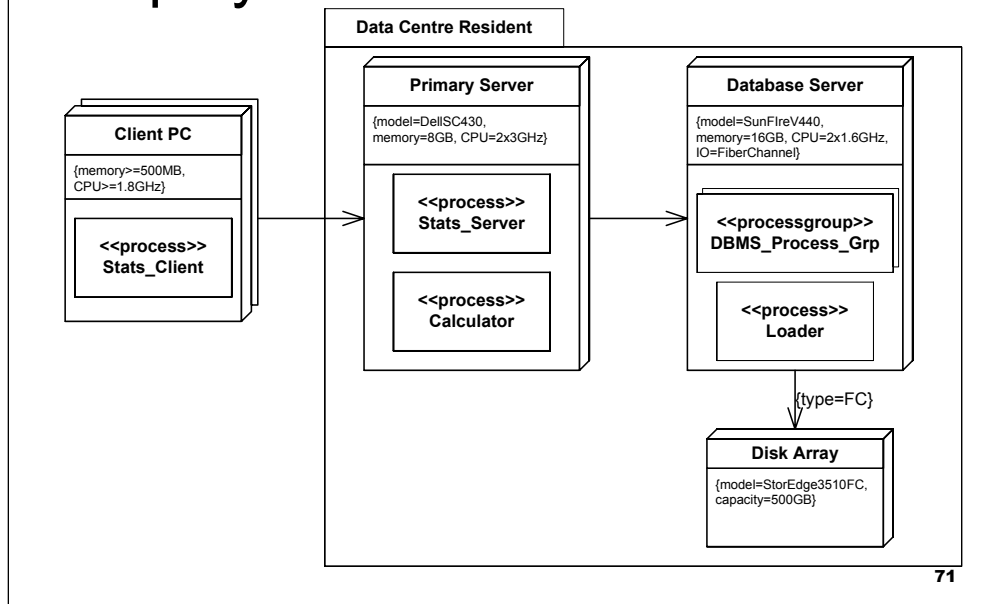 Data Centre Resident
Client PC
{memory>=500MB,
CPU>=1.8GHz}
<<process>>
Stats_Client
Primary Server
{model=DellSC430,
memory=8GB, CPU=2x3GHz}
<<process>>
Stats_Server
<<process>>
Calculator
Database Server
{model=SunFIreV440,
memory=16GB, CPU=2x1.6GHz,
IO=FiberChannel}
<<processgroup>>
DBMS_Process_Grp
<<process>>
Loader
{type=FC}
Disk Array
{model=StorEdge3510FC,
capacity=500GB}
71